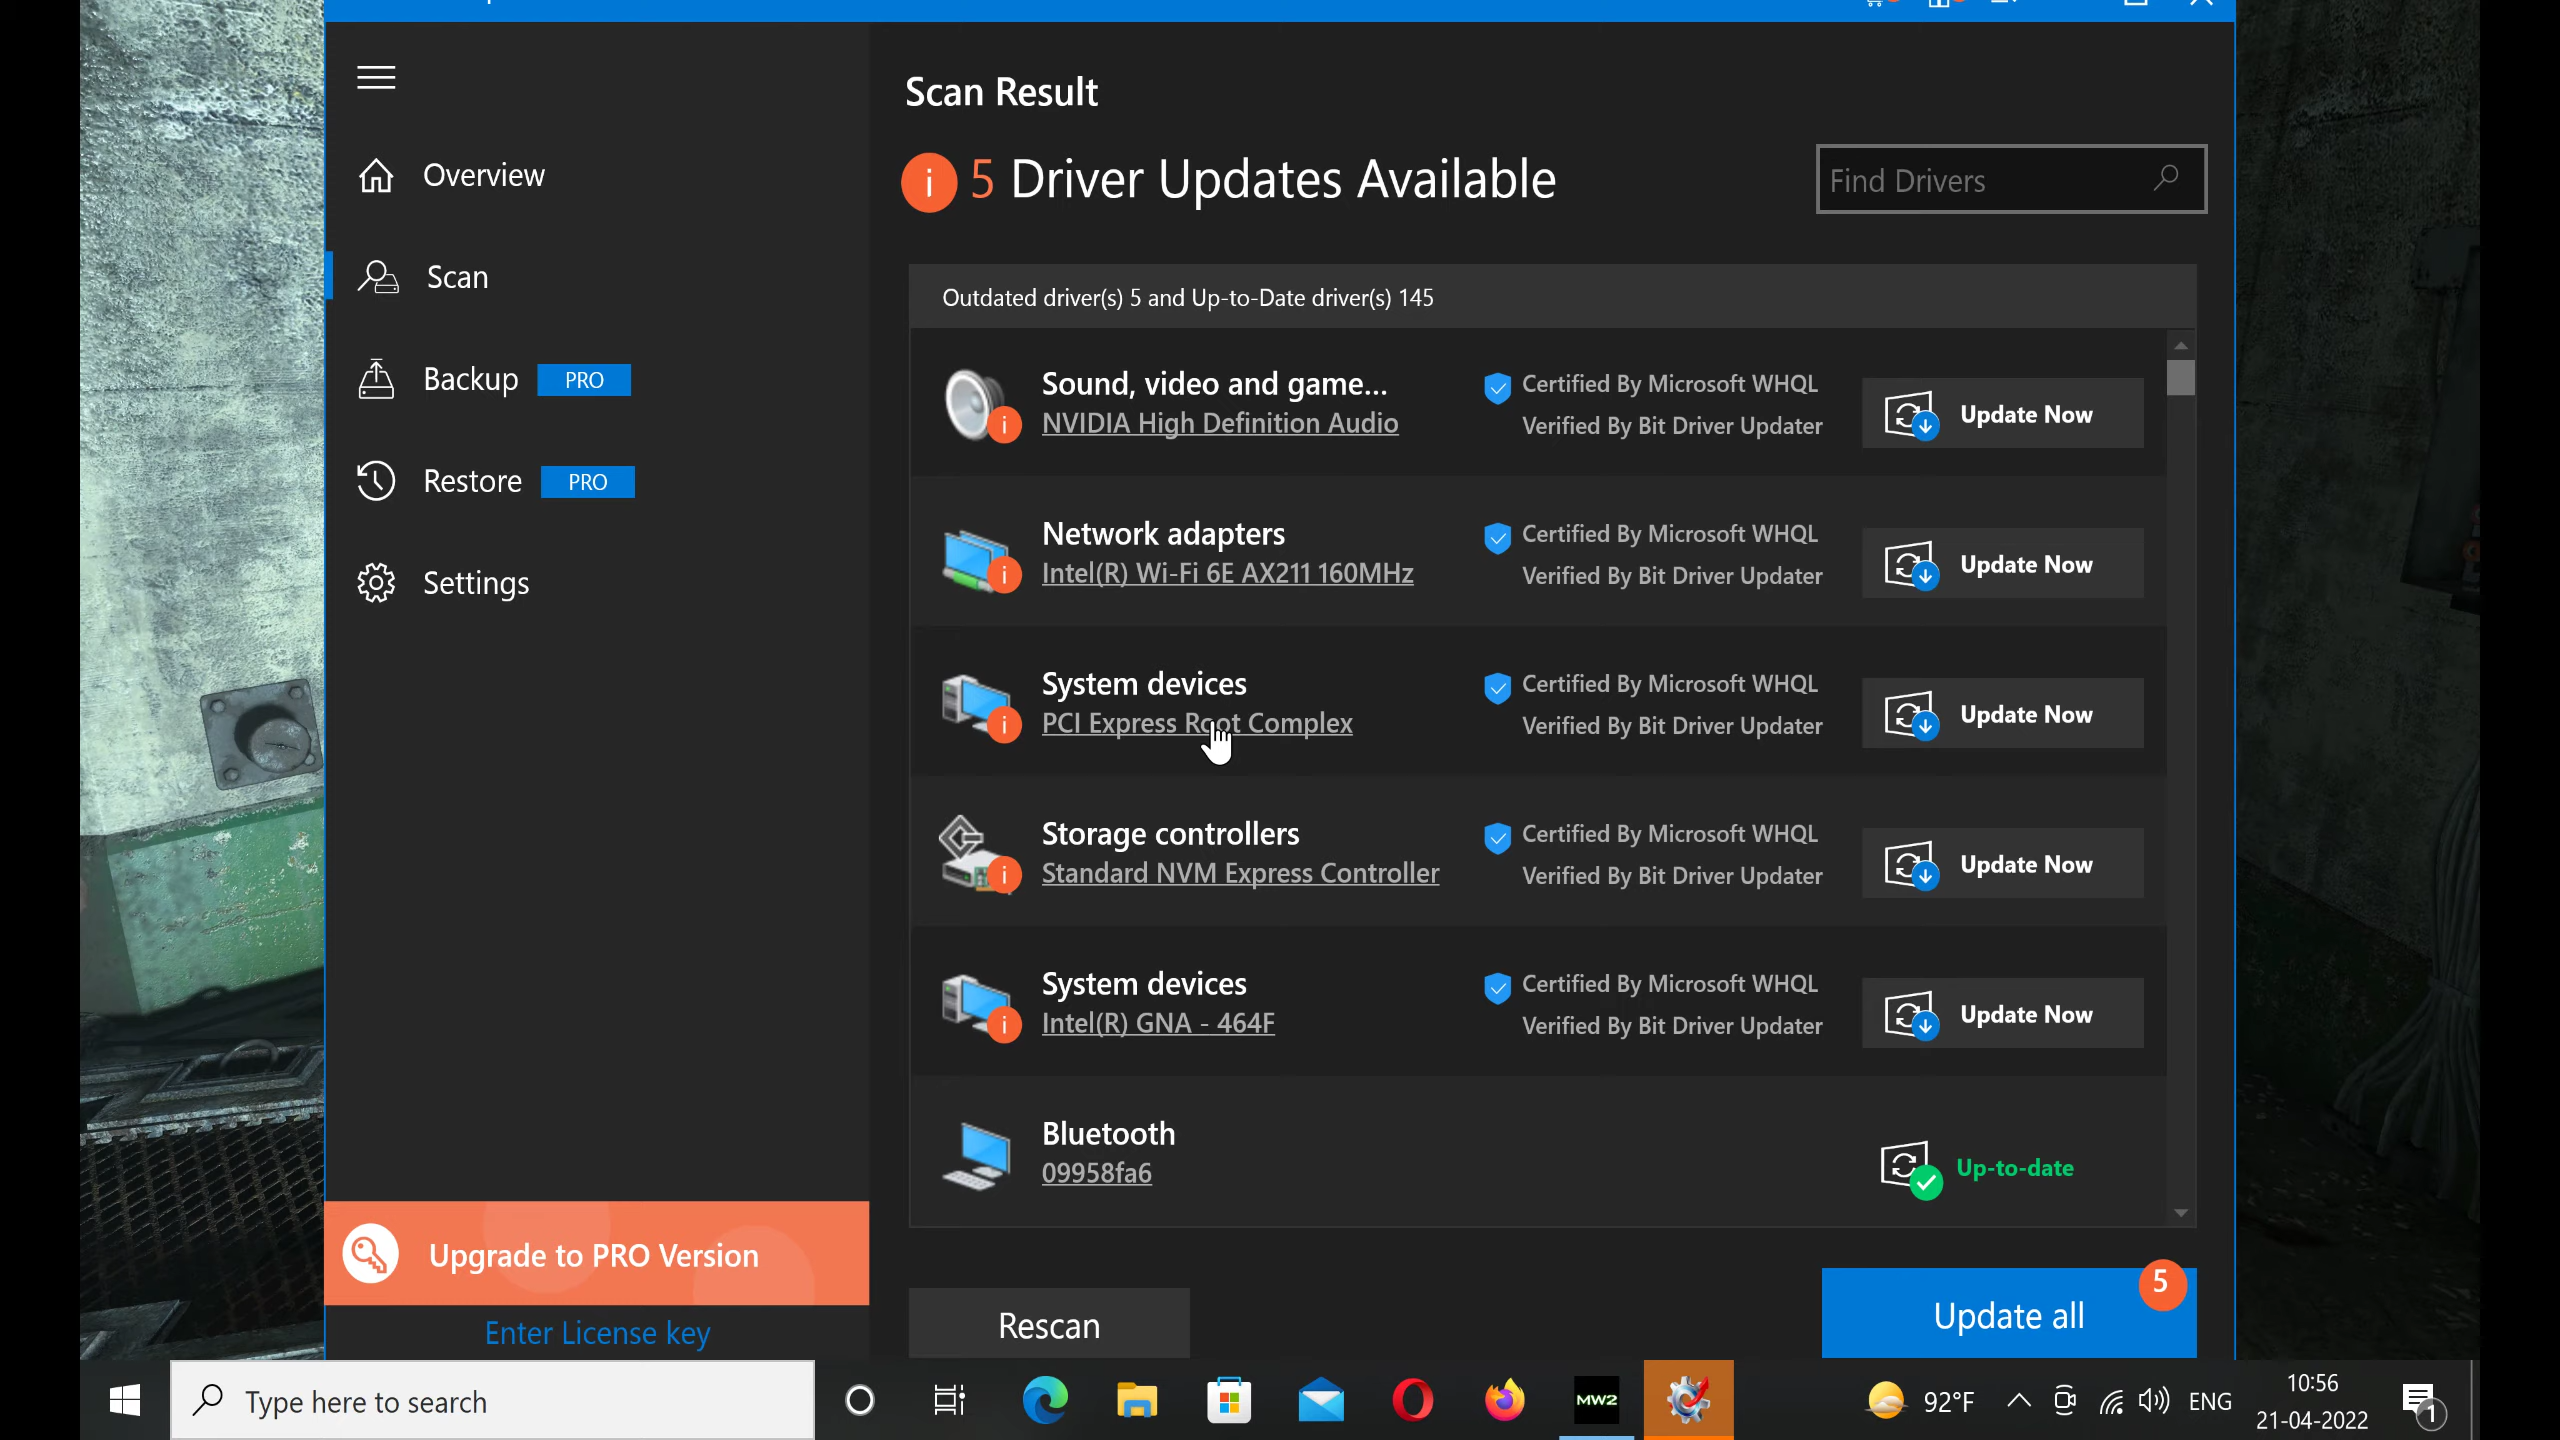 Scan Result
i 5 Driver Updates Available
Find Drivers
Overview
Scan
Backup PRO
Restore PRO
Settings
Outdated driver(s) 5 and Up-to-Date driver(s) 145
Sound, video and game...
NVIDIA High Definition Audio
Certified By Microsoft WHQL
Verified By Bit Driver Updater
Update Now
Network adapters
Intel(R) Wi-Fi 6E AX211 160MHz
Certified By Microsoft WHQL
Verified By Bit Driver Updater
Update Now
System devices
PCI Express Root Complex
Certified By Microsoft WHQL
Verified By Bit Driver Updater
Update Now
Storage controllers
Standard NVM Express Controller
Certified By Microsoft WHQL
Verified By Bit Driver Updater
Update Now
System devices
Intel(R) GNA - 464F
Certified By Microsoft WHQL
Verified By Bit Driver Updater
Update Now
Bluetooth
09958fa6
Up-to-date
Upgrade to PRO Version
Enter License key
Rescan
Update all 5
Type here to search
MW2
92°F
ENG
10:56
21-04-2022
1